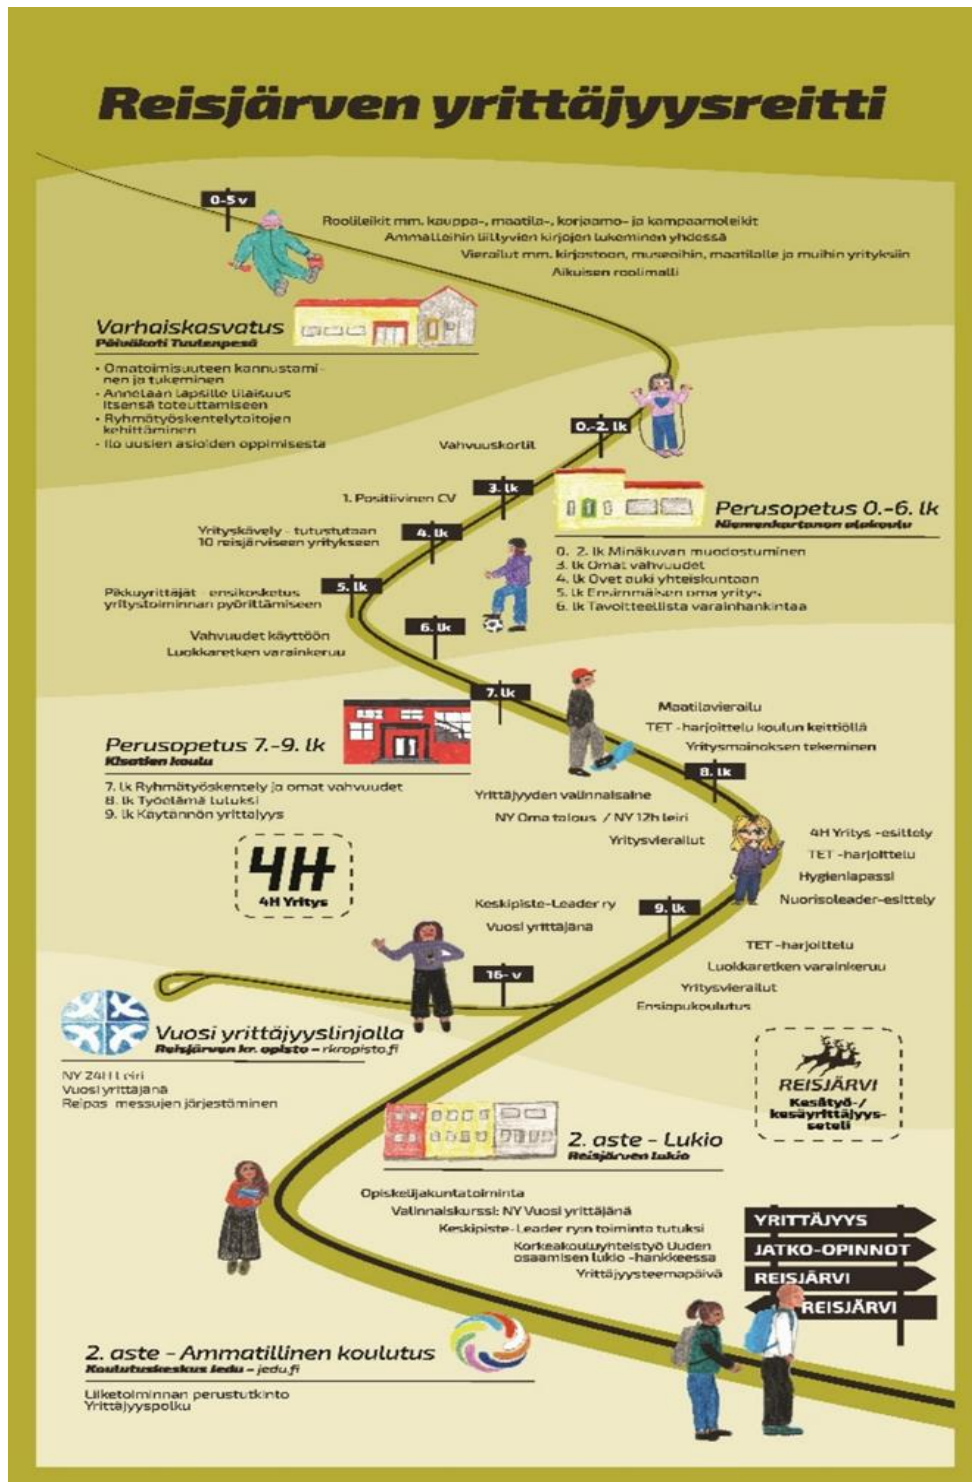 Reisjärven yrittäjyysreitti
0-5 v
Roolileikit mm. kauppa-, maatila-, korjaamo- ja kampaamoleikit
Ammatteihin liittyvien kirjojen lukeminen yhdessä
Vierailut mm. kirjastoon, museoihin, maatilalle ja muihin yrityksiin
Aikuisen roolimalli
Varhaiskasvatus
Päiväkoti Tuulenpesä
• Omatoimisuuteen kannustami-
nen ja tukeminen
• Annetaan lapsille tilaisuus
itsensä toteuttamiseen
• Ryhmätyöskentelytaitojen
kehittäminen
• Ilo uusien asioiden oppimisesta
0.-2. lk
Vahvuuskortit
3. lk
1. Positiivinen CV
Perusopetus 0.-6. lk
Niemenkartanon alakoulu
0. 2. lk Minäkuvan muodostuminen
3. lk Omat vahvuudet
4. lk Ovet auki yhteiskuntaan
5. lk Ensimmäisen oma yritys
6. lk Tavoitteellista varainhankintaa
Yrityskävely - tutustutaan
10 reisjärviseen yritykseen
4. lk
5. lk
Pikkuyrittäjät - ensikosketus
yritystoiminnan pyörittämiseen
6. lk
Vahvuudet käyttöön
Luokkaretken varainkeruu
7. lk
Maatilavierailu
TET -harjoittelu koulun keittiöllä
Yritysmainoksen tekeminen
Perusopetus 7.-9. lk
Kisatien koulu
7. lk Ryhmätyöskentely ja omat vahvuudet
8. lk Työelämä tutuksi
9. lk Käytännön yrittäjyys
8. lk
Yrittäjyyden valinnaisaine
NY Oma talous / NY 12h leiri
Yritysvierailut
4H Yritys -esittely
TET -harjoittelu
Hygieniapassi
Nuorisoleader-esittely
4H
4H Yritys
Keskipiste-Leader ry
Vuosi yrittäjänä
9. lk
TET -harjoittelu
Luokkaretken varainkeruu
Yritysvierailut
Ensiapukoulutus
16- v
Vuosi yrittäjyyslinjalla
Reisjärven kr. opisto – rkropisto.fi
NY 24H Leiri
Vuosi yrittäjänä
Reipas messujen järjestäminen
REISJÄRVI
Kesätyö-/
kesäyrittäjyys-
seteli
2. aste - Lukio
Reisjärven lukio
Opiskelijakuntatoiminta
Valinnaiskurssi: NY Vuosi yrittäjänä
Keskipiste-Leader ry:n toiminta tutuksi
Korkeakouluyhteistyö Uuden
osaamisen lukio -hankkeessa
Yrittäjyysteemapäivä
YRITTÄJYYS
JATKO-OPINNOT
REISJÄRVI
REISJÄRVI
2. aste - Ammatillinen koulutus
Koulutuskeskus Jedu – jedu.fi
Liiketoiminnan perustutkinto
Yrittäjyyspolku